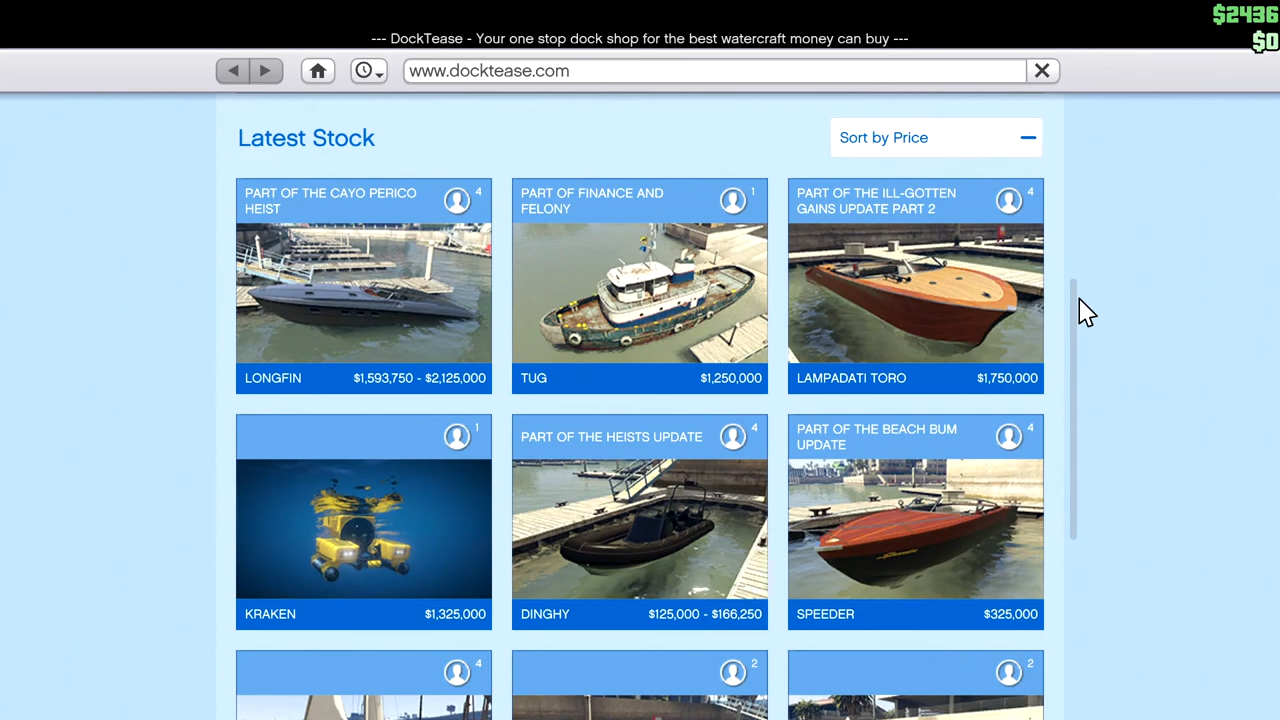 $2436
--- DockTease - Your one stop dock shop for the best watercraft money can buy ---
$0
www.docktease.com
Latest Stock
Sort by Price
PART OF THE CAYO PERICO
HEIST
4
PART OF FINANCE AND
FELONY
1
PART OF THE ILL-GOTTEN
GAINS UPDATE PART 2
4
LONGFIN $1,593,750 - $2,125,000
TUG $1,250,000
LAMPADATI TORO $1,750,000
1
PART OF THE HEISTS UPDATE
4
PART OF THE BEACH BUM
UPDATE
4
KRAKEN $1,325,000
DINGHY $125,000 - $166,250
SPEEDER $325,000
4
2
2